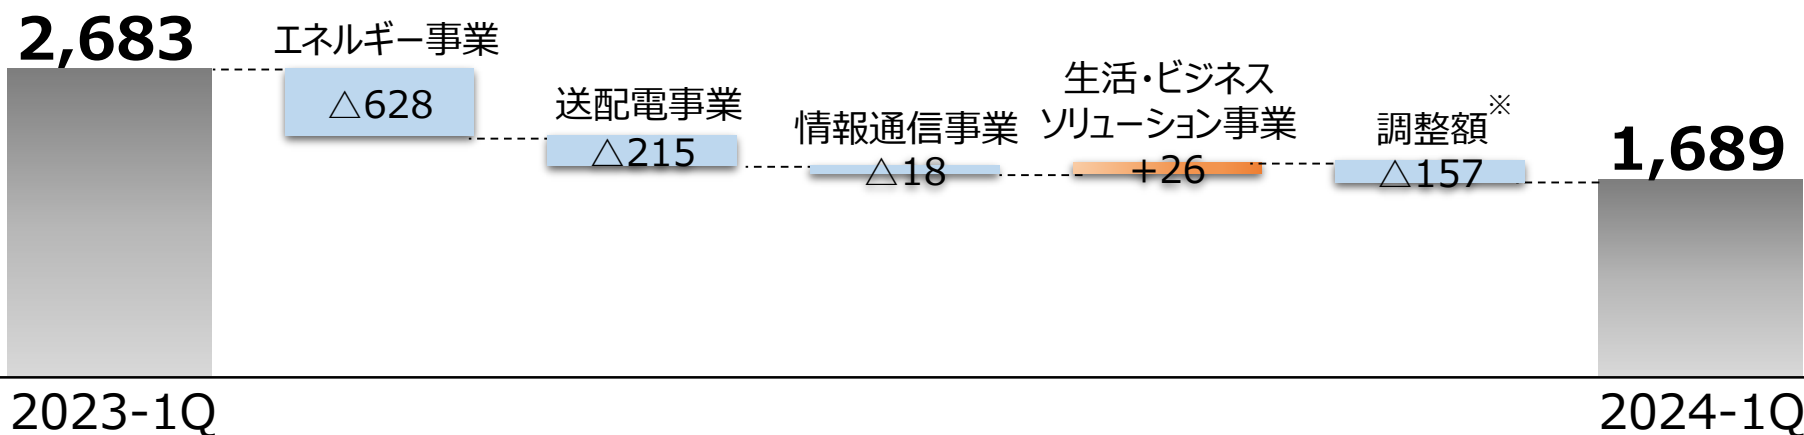 2,683
エネルギー事業
△628
送配電事業
△215
情報通信事業
△18
生活・ビジネス
ソリューション事業
+26
調整額※
△157
1,689
2023-1Q
2024-1Q